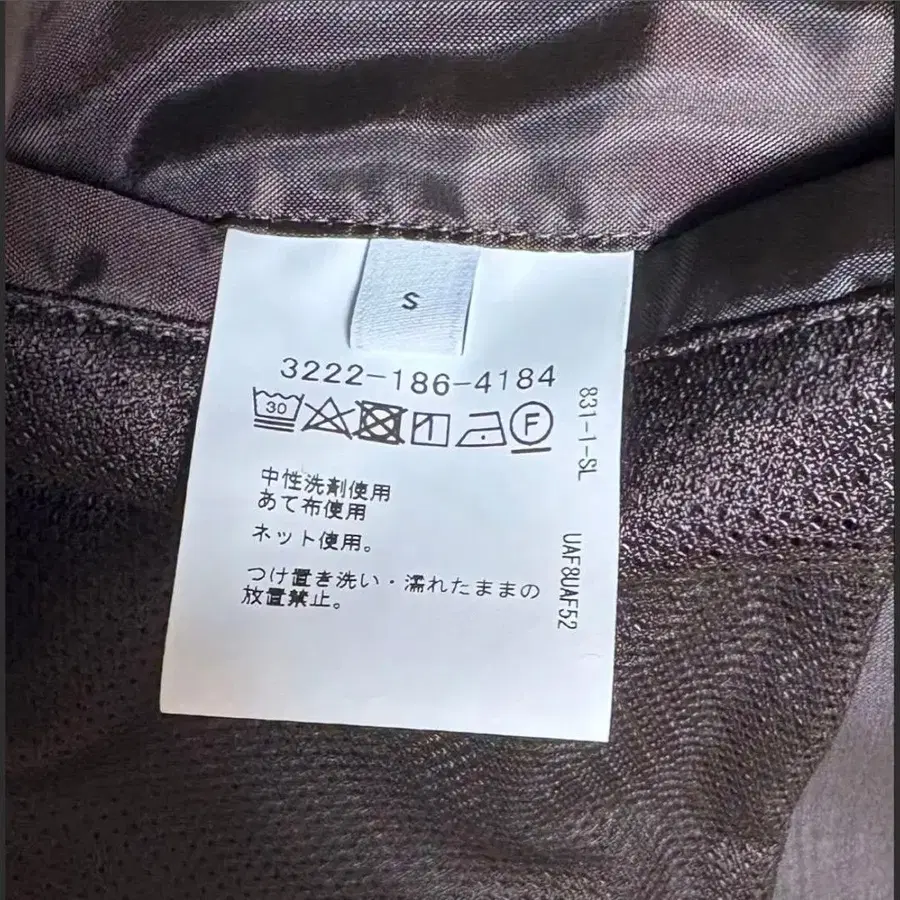 S
3222-186-4184
30
F
中性洗剤使用
あて布使用
ネット使用。
つけ置き洗い・濡れたままの
放置禁止。
831-1-SL
UAF8UAF52